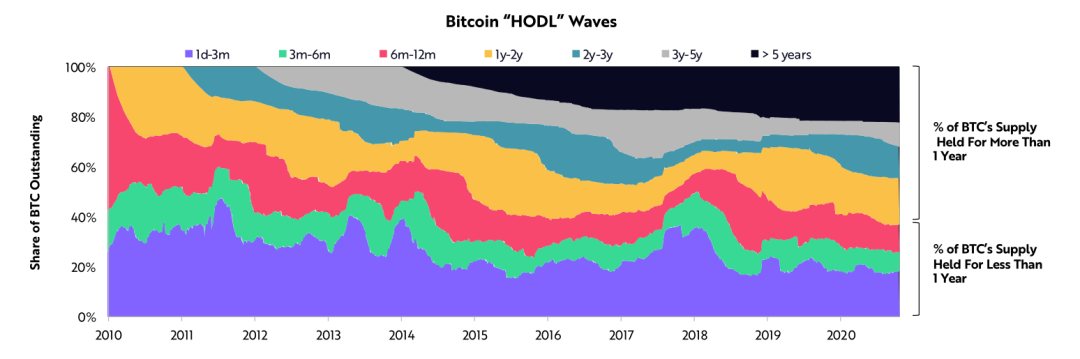 Bitcoin “HODL” Waves
1d-3m 3m-6m 6m-12m 1y-2y 2y-3y 3y-5y > 5 years
Share of BTC Outstanding
100%
80%
60%
40%
20%
0%
% of BTC’s Supply
Held For More Than
1 Year
% of BTC’s Supply
Held For Less Than
1 Year
2010 2011 2012 2013 2014 2015 2016 2017 2018 2019 2020